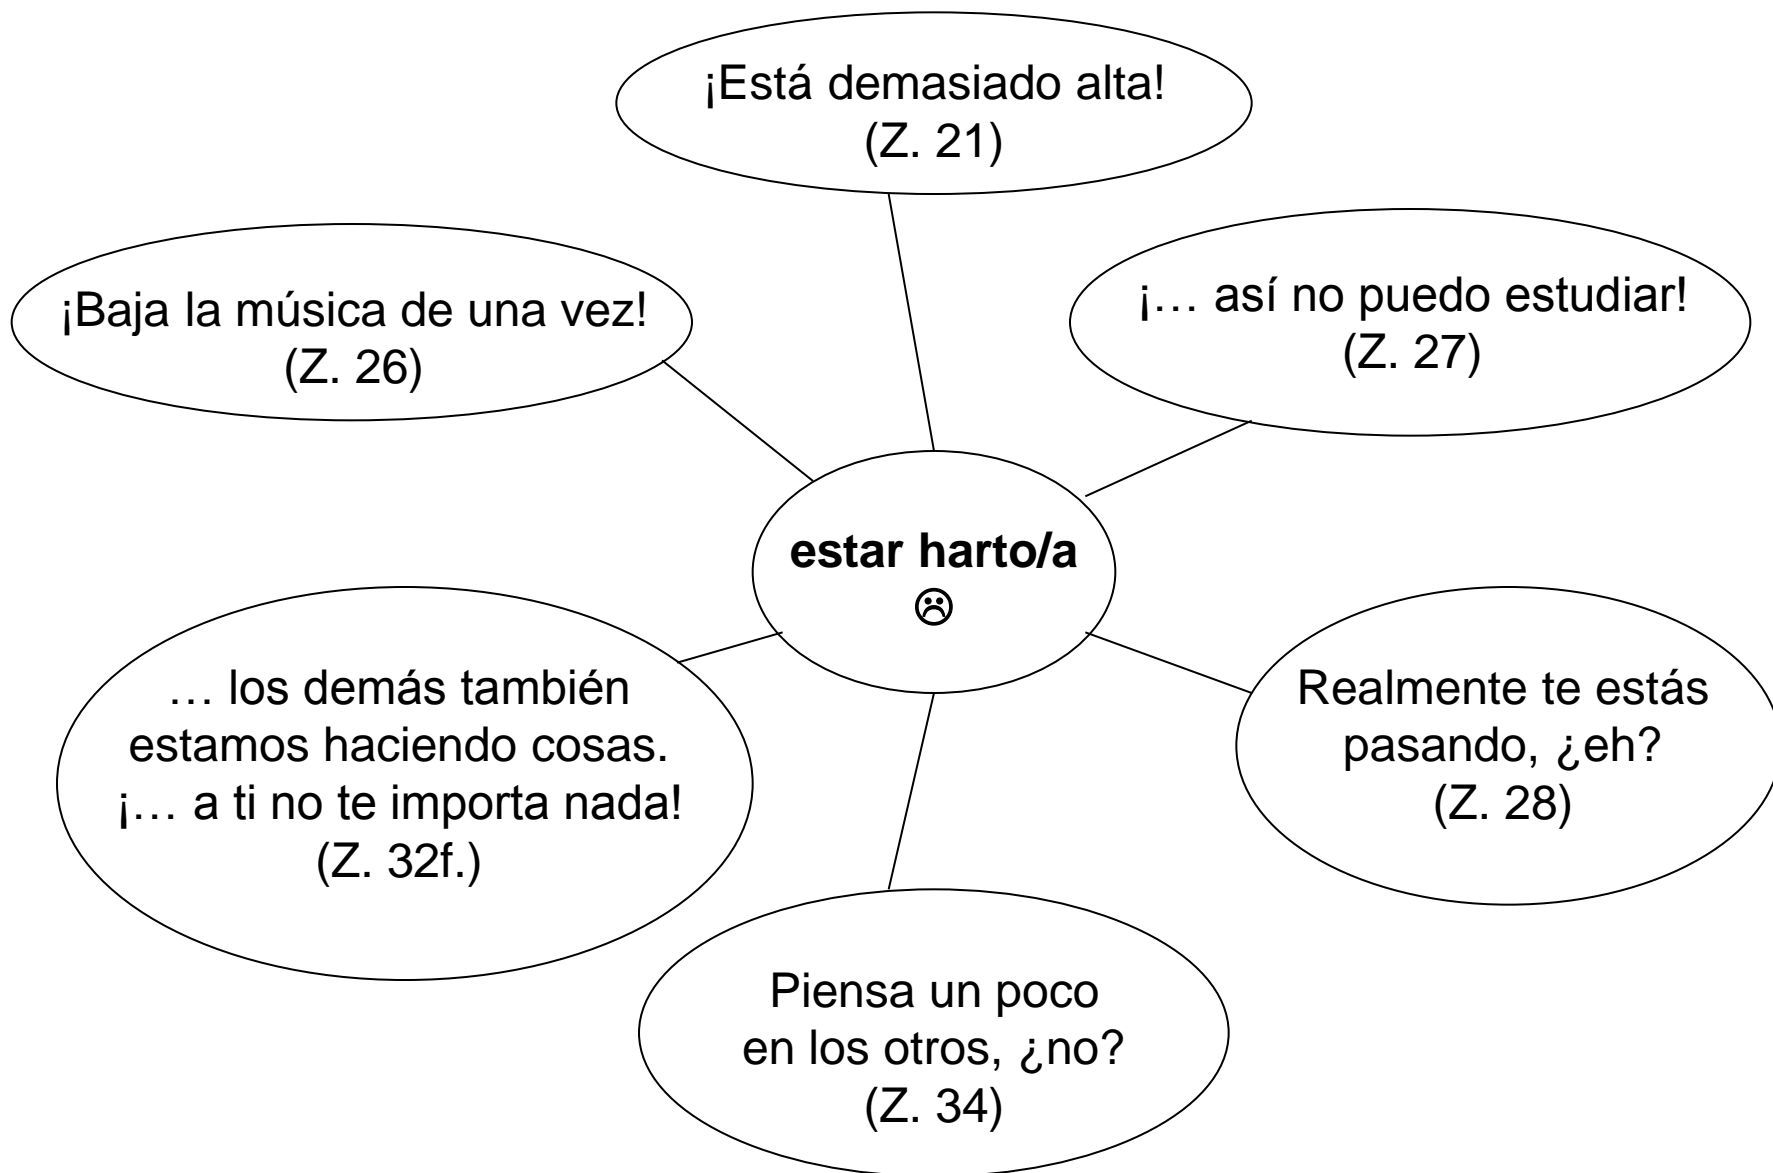 ¡Está demasiado alta!
(Z. 21)
¡Baja la música de una vez!
(Z. 26)
¡… así no puedo estudiar!
(Z. 27)
estar harto/a
☹
… los demás también
estamos haciendo cosas.
¡… a ti no te importa nada!
(Z. 32f.)
Realmente te estás
pasando, ¿eh?
(Z. 28)
Piensa un poco
en los otros, ¿no?
(Z. 34)